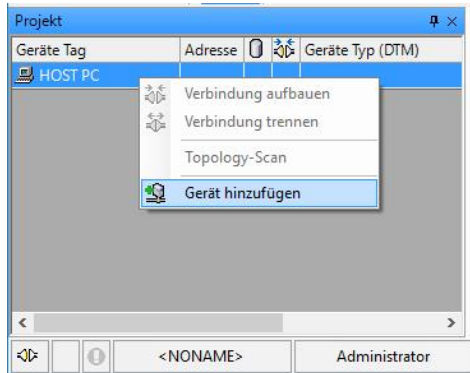 Projekt
Geräte Tag Adresse Geräte Typ (DTM)
HOST PC
Verbindung aufbauen
Verbindung trennen
Topology-Scan
Gerät hinzufügen
<NONAME> Administrator